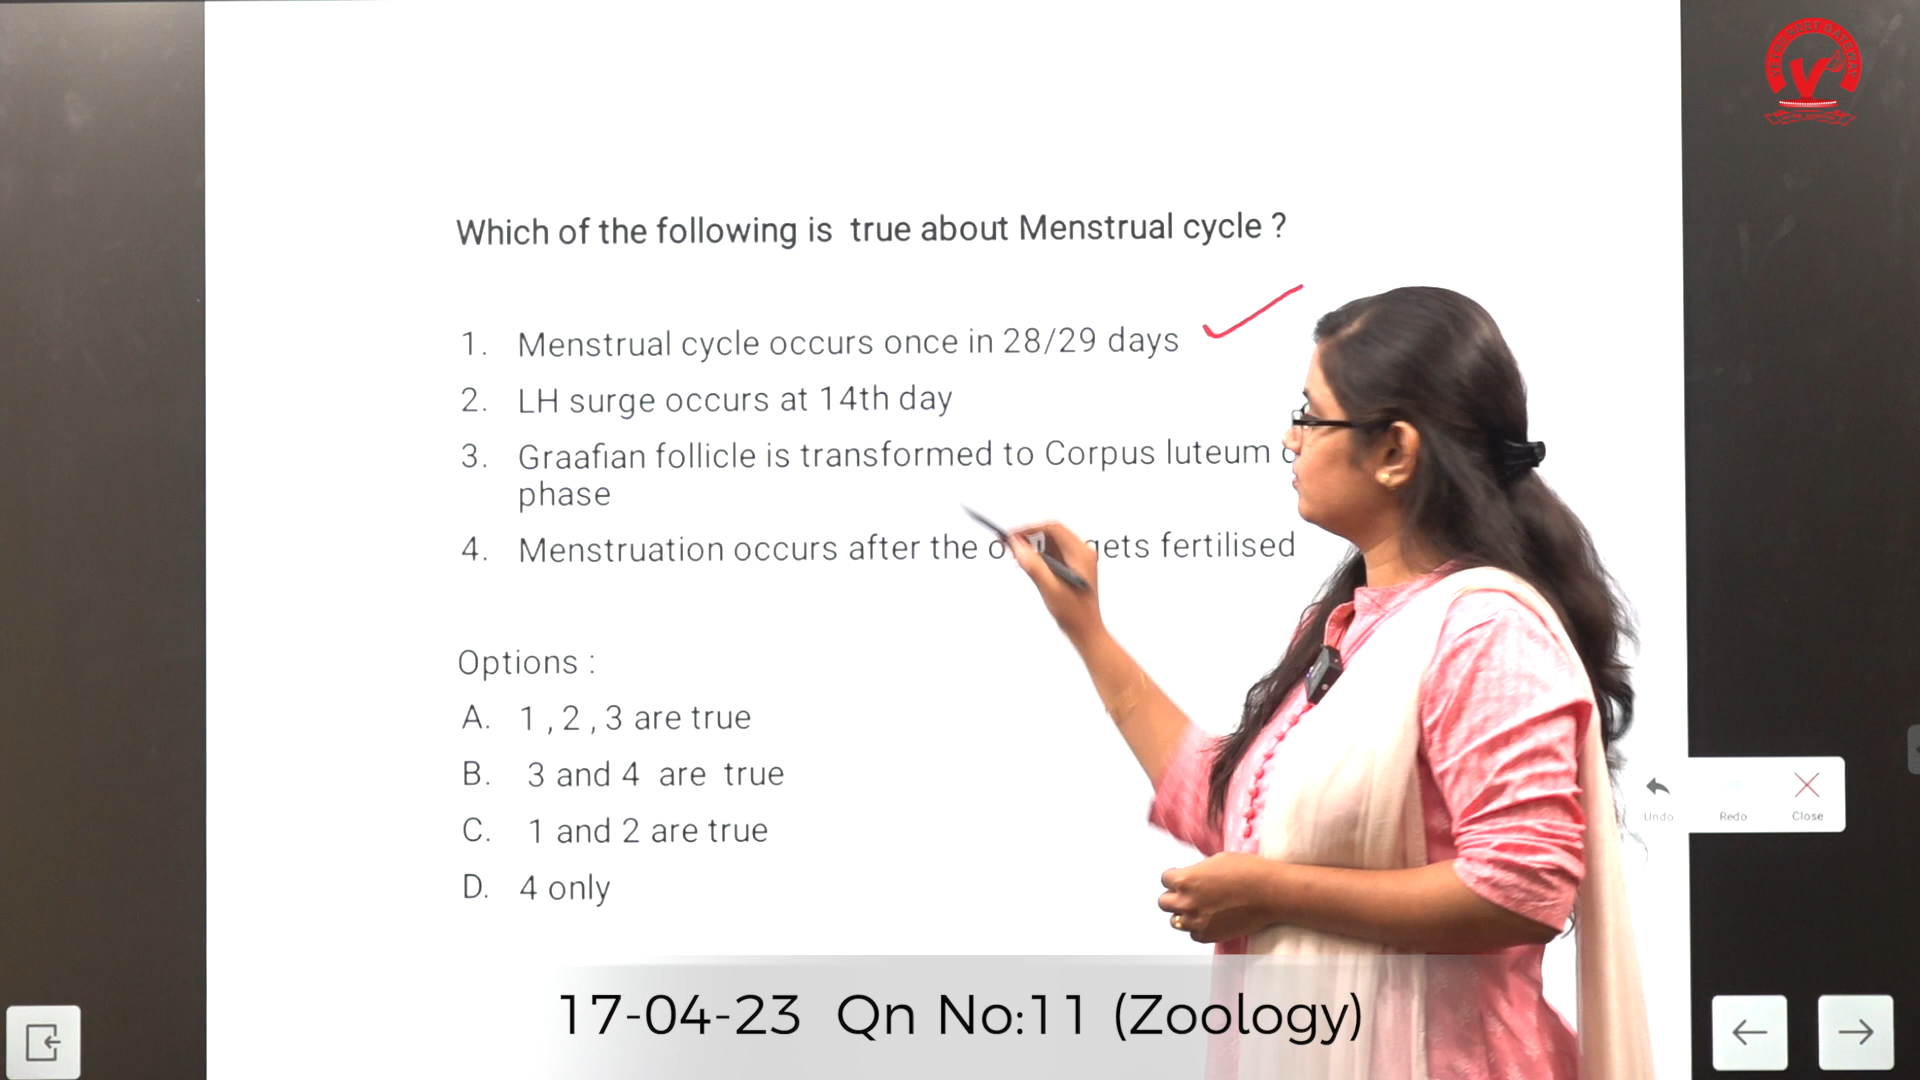 Which of the following is true about Menstrual cycle ?
1. Menstrual cycle occurs once in 28/29 days
2. LH surge occurs at 14th day
3. Graafian follicle is transformed to Corpus luteum
phase
4. Menstruation occurs after the gets fertilised
Options :
A. 1 , 2 , 3 are true
B. 3 and 4 are true
C. 1 and 2 are true
D. 4 only
Undo Redo Close
17-04-23 Qn No:11 (Zoology)